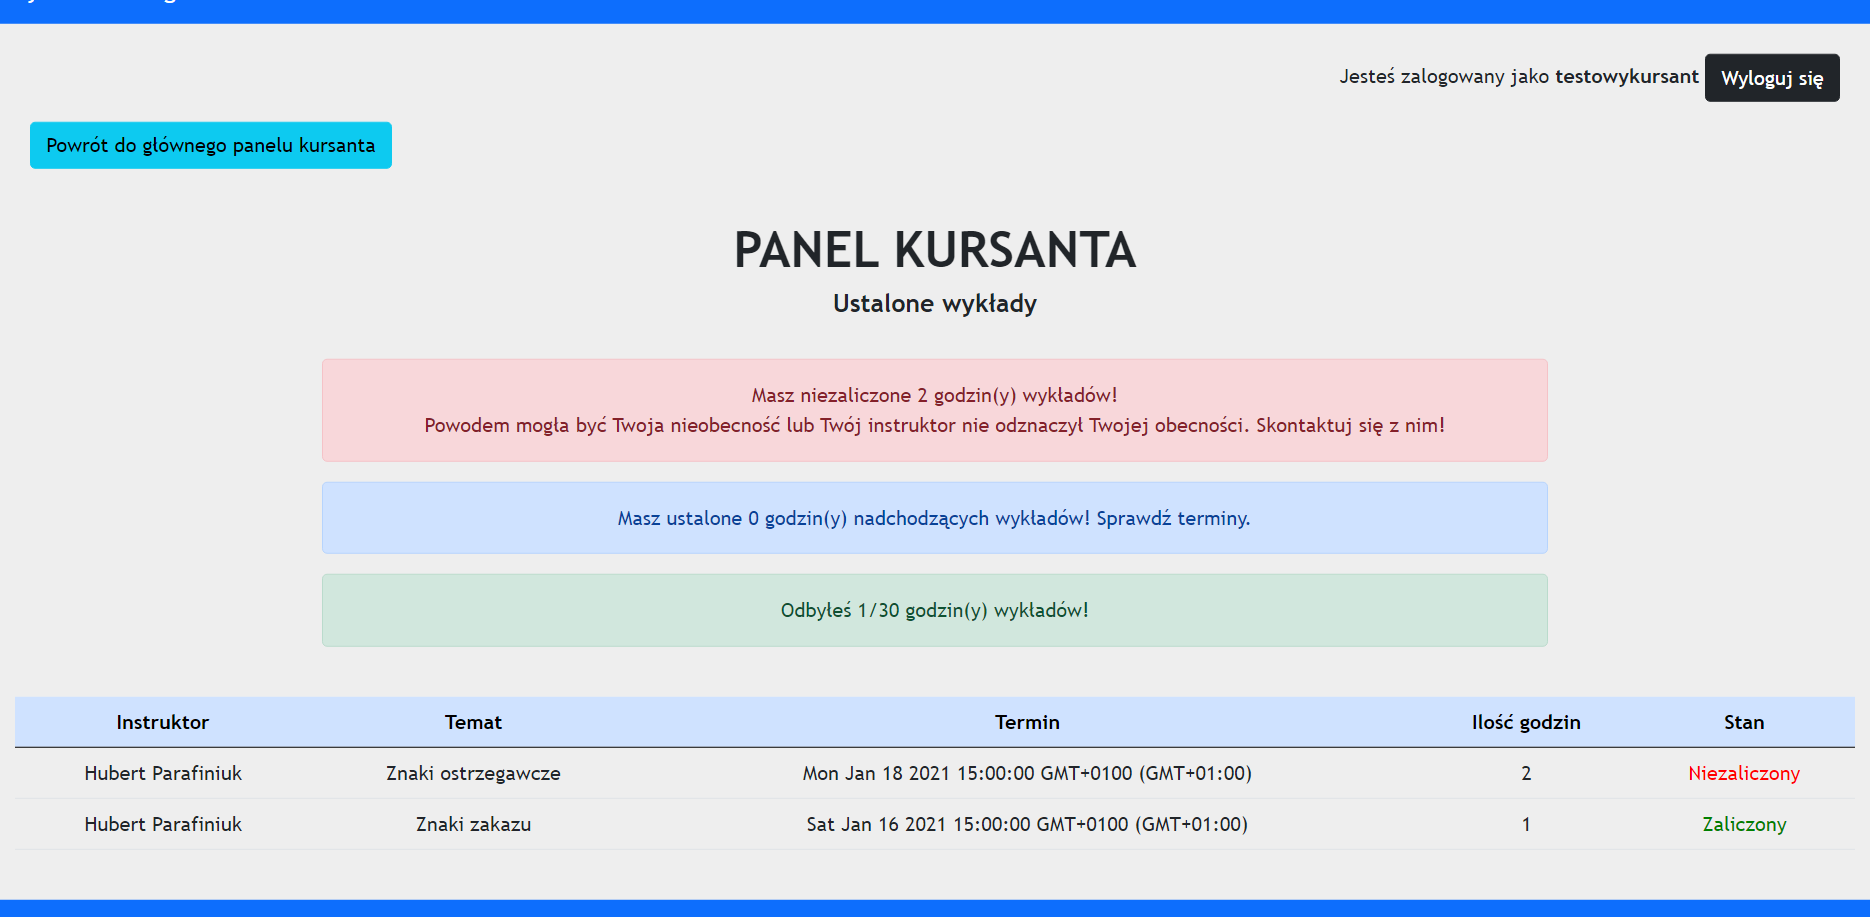 Jesteś zalogowany jako testowykursant Wyloguj się
Powrót do głównego panelu kursanta
PANEL KURSANTA
Ustalone wykłady
Masz niezaliczone 2 godzin(y) wykładów!
Powodem mogła być Twoja nieobecność lub Twój instruktor nie odznaczył Twojej obecności. Skontaktuj się z nim!
Masz ustalone 0 godzin(y) nadchodzących wykładów! Sprawdź terminy.
Odbyłeś 1/30 godzin(y) wykładów!
Instruktor Temat Termin Ilość godzin Stan
Hubert Parafiniuk Znaki ostrzegawcze Mon Jan 18 2021 15:00:00 GMT+0100 (GMT+01:00) 2 Niezaliczony
Hubert Parafiniuk Znaki zakazu Sat Jan 16 2021 15:00:00 GMT+0100 (GMT+01:00) 1 Zaliczony